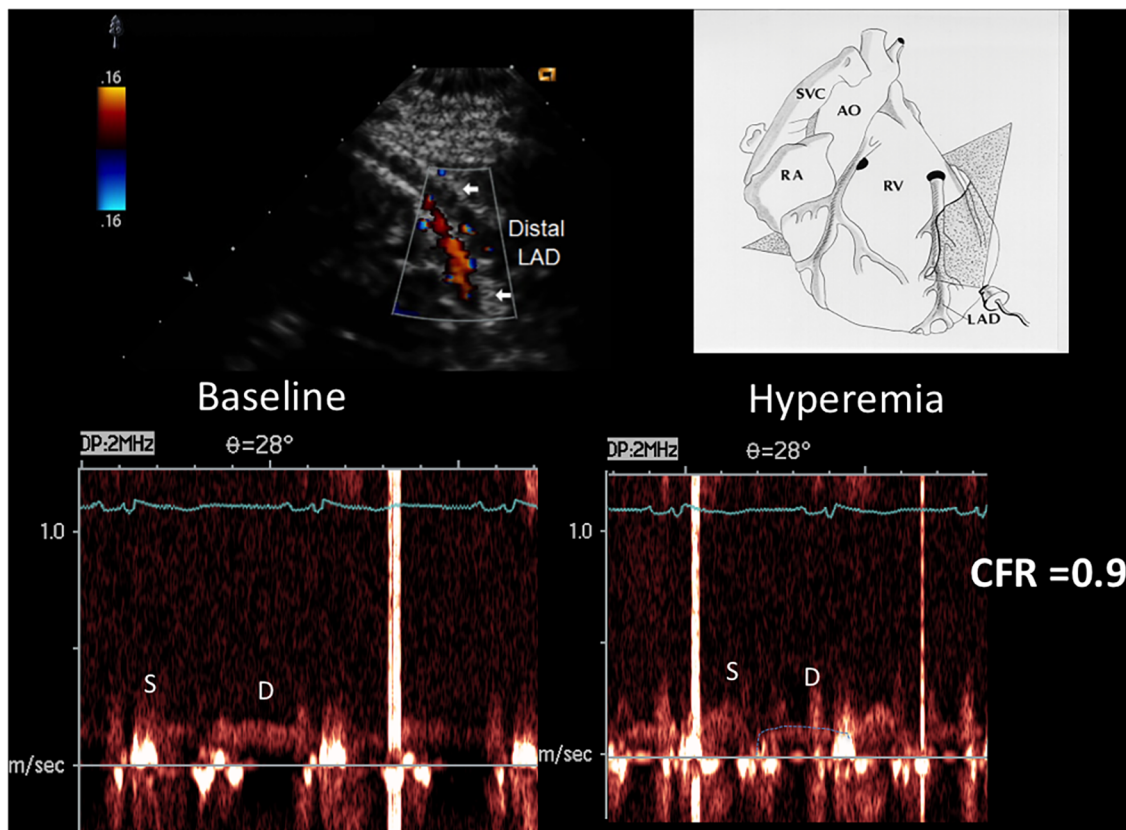 .16
.16
Distal
LAD
SVC
AO
RA
RV
LAD
Baseline
Hyperemia
DP:2MHz
θ=28°
1.0
S
D
m/sec
DP:2MHz
θ=28°
1.0
S
D
m/sec
CFR =0.9